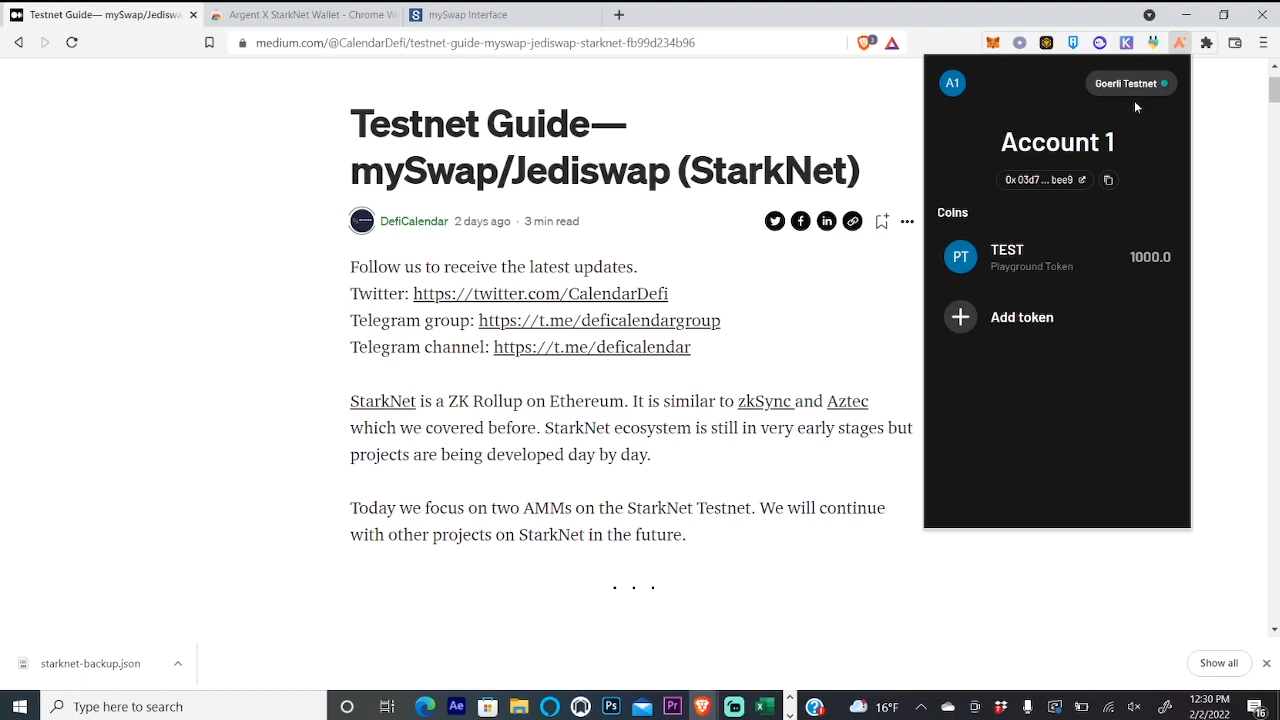 Testnet Guide— mySwap/Jediswa
Argent X StarkNet Wallet - Chrome W
mySwap Interface
medium.com/@CalendarDefi/testnet-guide-myswap-jediswap-starknet-fb99d234b96
3
Testnet Guide—
mySwap/Jediswap (StarkNet)
DefiCalendar 2 days ago · 3 min read
Follow us to receive the latest updates.
Twitter: https://twitter.com/CalendarDefi
Telegram group: https://t.me/deficalendargroup
Telegram channel: https://t.me/deficalendar
StarkNet is a ZK Rollup on Ethereum. It is similar to zkSync and Aztec
which we covered before. StarkNet ecosystem is still in very early stages but
projects are being developed day by day.
Today we focus on two AMMs on the StarkNet Testnet. We will continue
with other projects on StarkNet in the future.
. . .
A1
Goerli Testnet
Account 1
0x 03d7 ... bee9
Coins
PT
TEST
1000.0
Playground Token
Add token
starknet-backup.json
Show all
Type here to search
Ae
Ps
Pr
16°F
12:30 PM
2/2/2022
16